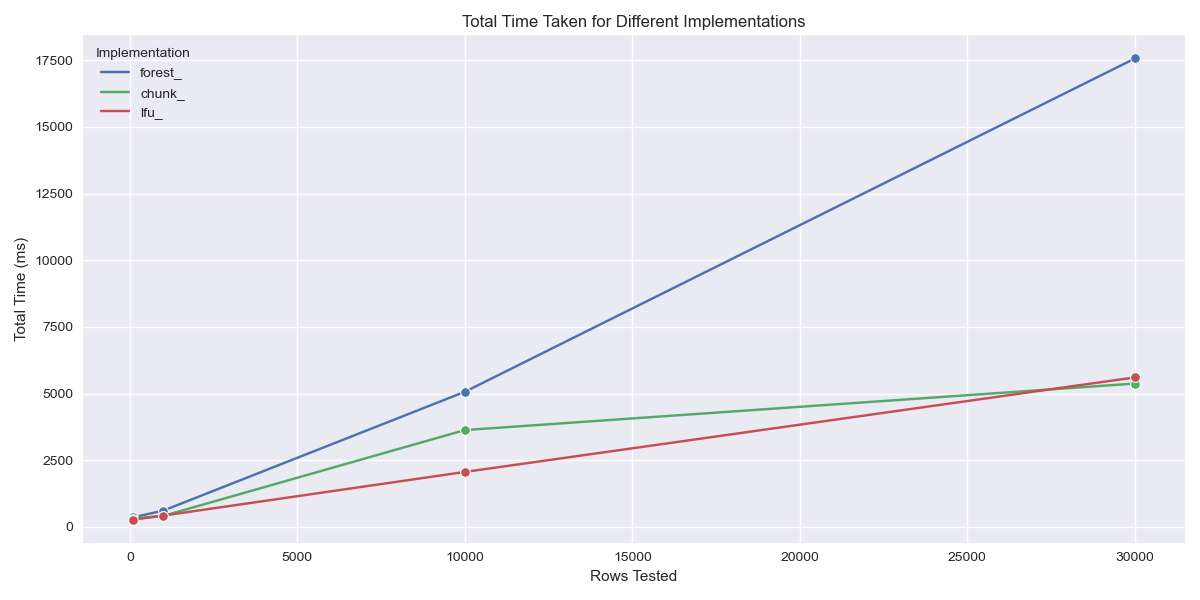 Total Time Taken for Different Implementations
Implementation
forest_
chunk_
lfu_
Total Time (ms)
17500
15000
12500
10000
7500
5000
2500
0
0 5000 10000 15000 20000 25000 30000
Rows Tested